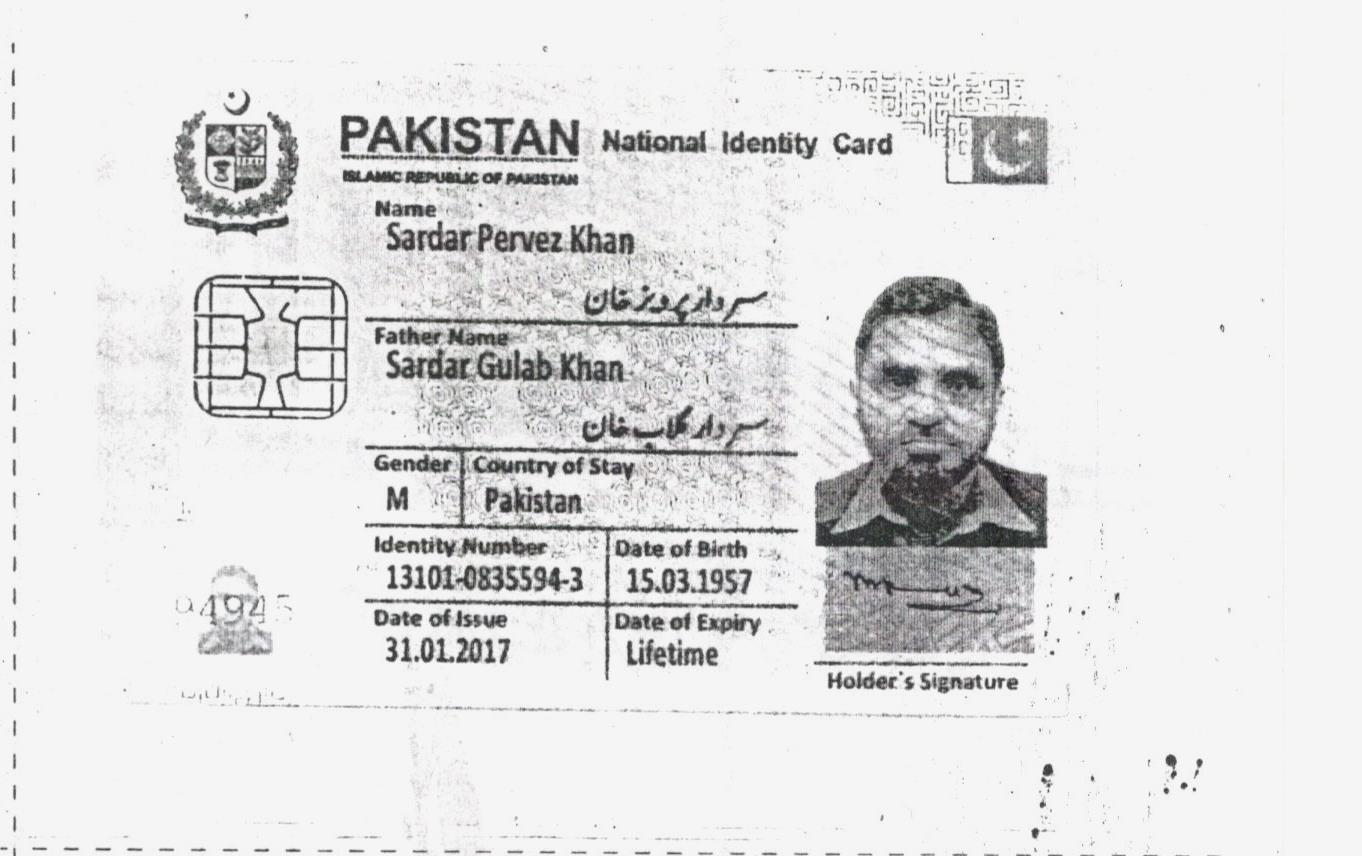 PAKISTAN National Identity Card
ISLAMIC REPUBLIC OF PAKISTAN
Name
Sardar Pervez Khan
سردار پرویز خان
Father Name
Sardar Gulab Khan
سردار گلاب خان
Gender Country of Stay
M Pakistan
Identity Number Date of Birth
13101-0835594-3 15.03.1957
Date of Issue Date of Expiry
31.01.2017 Lifetime
Holder's Signature